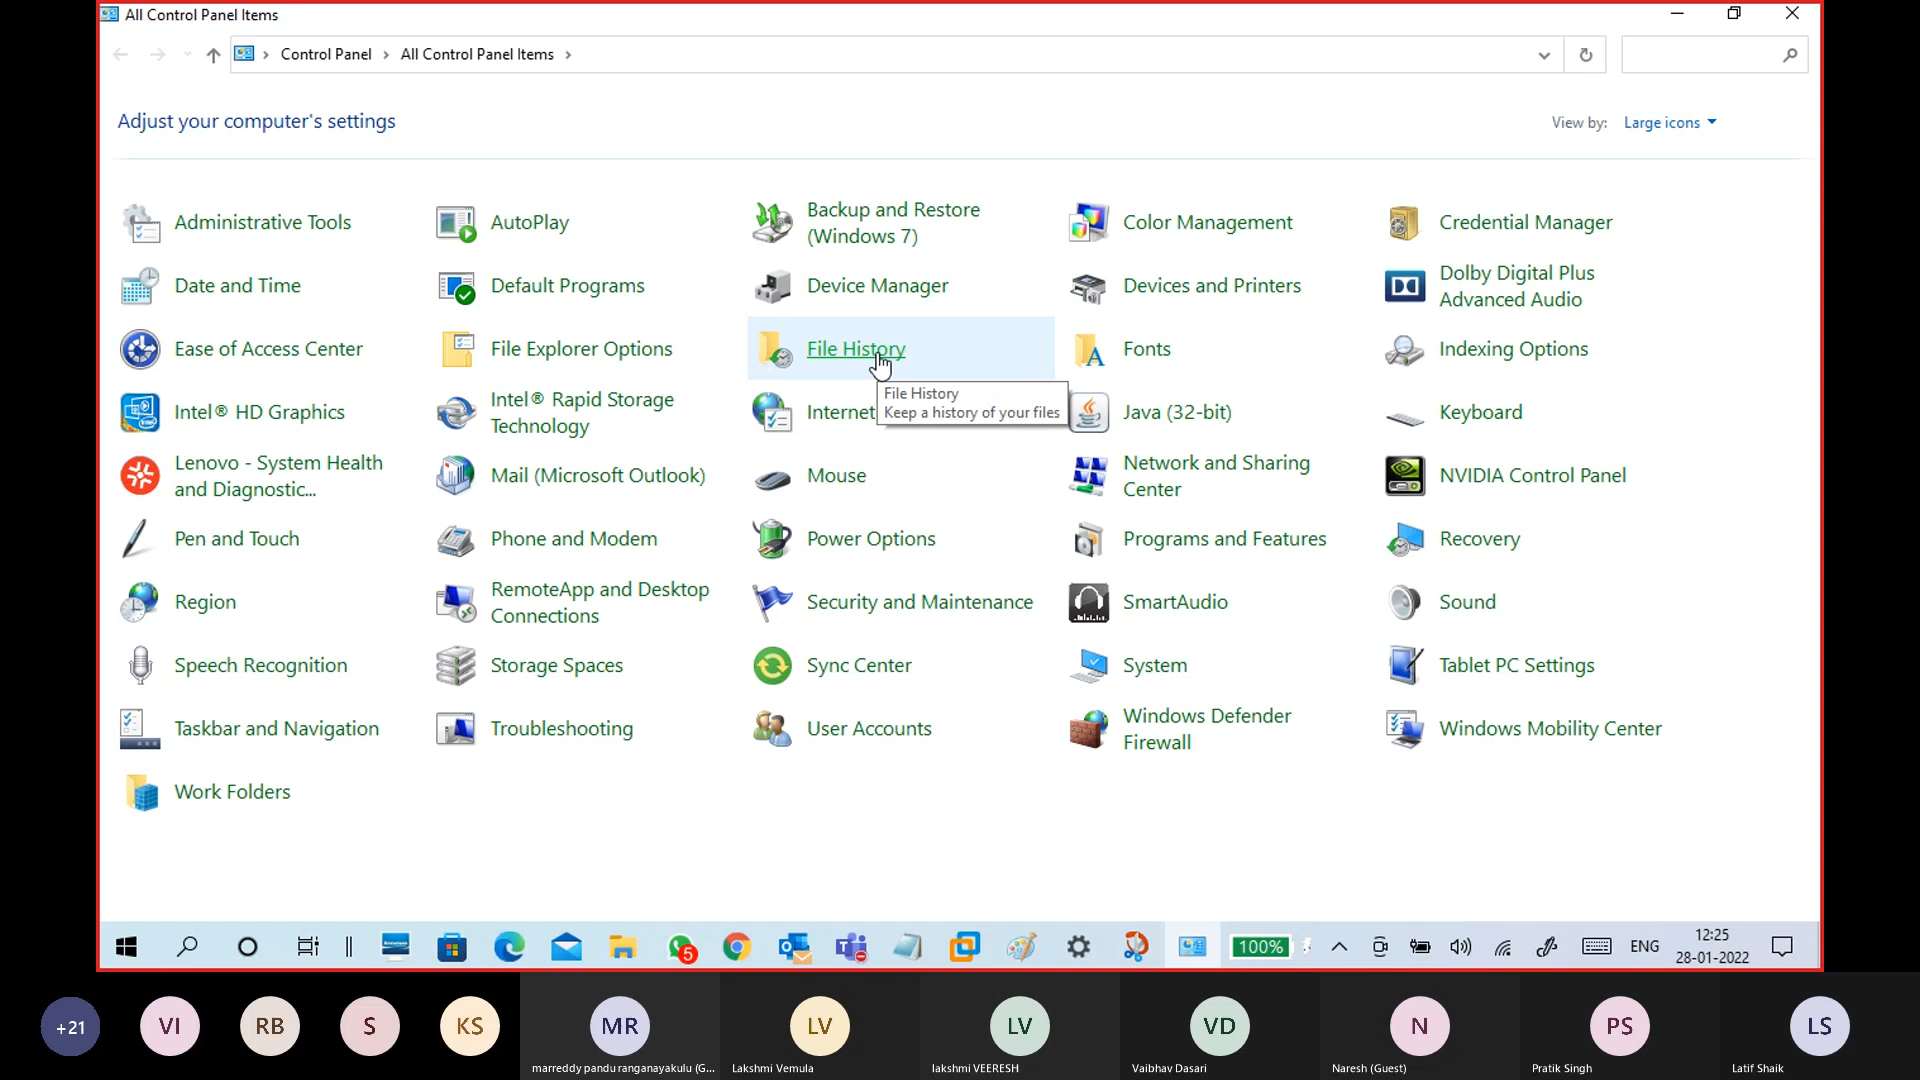 All Control Panel Items
Control Panel › All Control Panel Items ›
Adjust your computer's settings
View by: Large icons
Administrative Tools
AutoPlay
Backup and Restore
(Windows 7)
Color Management
Credential Manager
Date and Time
Default Programs
Device Manager
Devices and Printers
Dolby Digital Plus
Advanced Audio
Ease of Access Center
File Explorer Options
File History
Fonts
Indexing Options
File History
Keep a history of your files
Intel® HD Graphics
Intel® Rapid Storage
Technology
Internet
Java (32-bit)
Keyboard
Lenovo - System Health
and Diagnostic...
Mail (Microsoft Outlook)
Mouse
Network and Sharing
Center
NVIDIA Control Panel
Pen and Touch
Phone and Modem
Power Options
Programs and Features
Recovery
Region
RemoteApp and Desktop
Connections
Security and Maintenance
SmartAudio
Sound
Speech Recognition
Storage Spaces
Sync Center
System
Tablet PC Settings
Taskbar and Navigation
Troubleshooting
User Accounts
Windows Defender
Firewall
Windows Mobility Center
Work Folders
5
100%
ENG
12:25
28-01-2022
+21
VI
RB
S
KS
MR
LV
LV
VD
N
PS
LS
marreddy pandu ranganayakulu (G...
Lakshmi Vemula
lakshmi VEERESH
Vaibhav Dasari
Naresh (Guest)
Pratik Singh
Latif Shaik